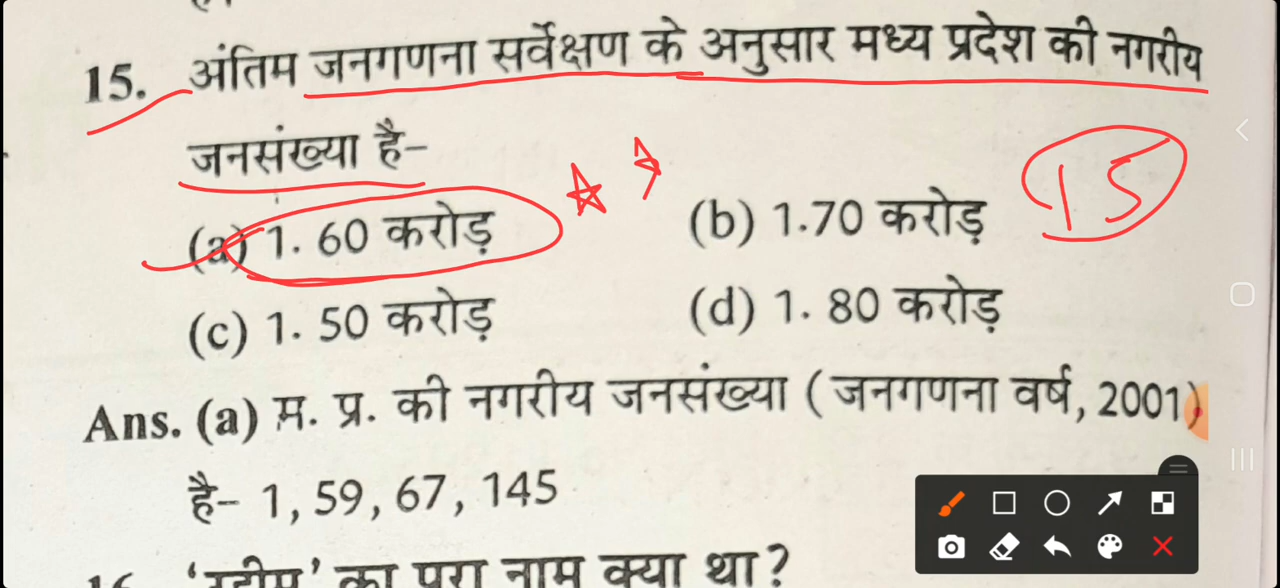 15. अंतिम जनगणना सर्वेक्षण के अनुसार मध्य प्रदेश की नगरीय
जनसंख्या है-
15
(a) 1. 60 करोड़ (b) 1.70 करोड़
(c) 1. 50 करोड़ (d) 1. 80 करोड़
Ans. (a) म. प्र. की नगरीय जनसंख्या ( जनगणना वर्ष, 2001)
है- 1, 59, 67, 145
का पूरा नाम क्या था?